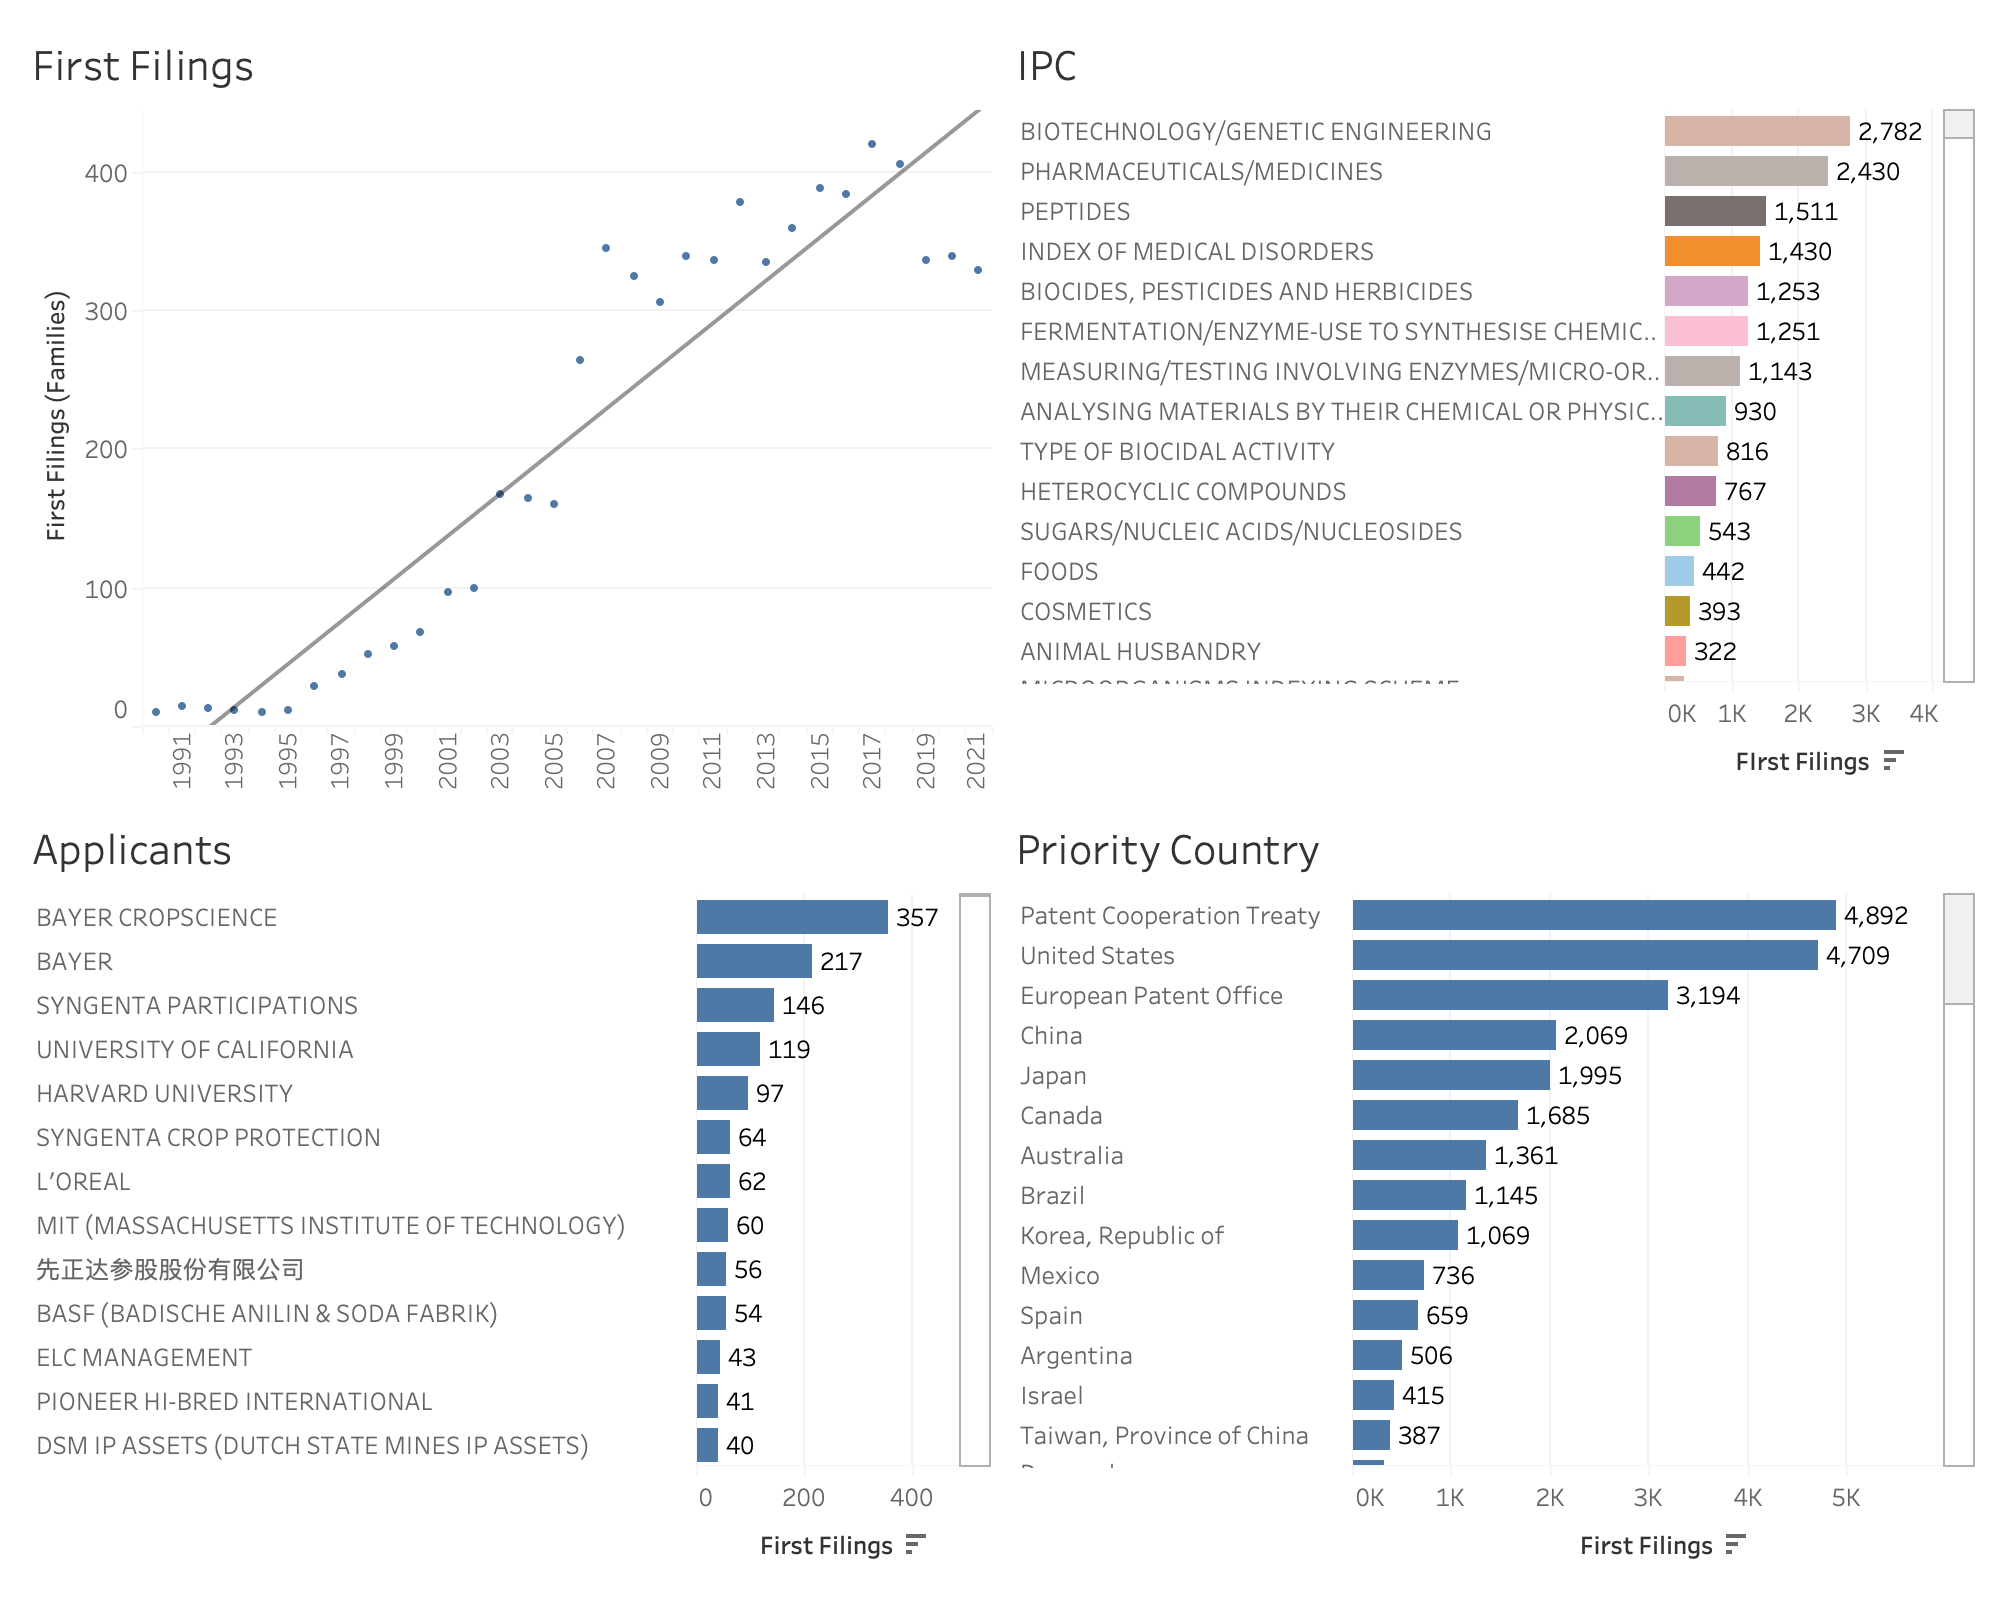 First Filings
First Filings (Families)
400
300
200
100
0
1991
1993
1995
1997
1999
2001
2003
2005
2007
2009
2011
2013
2015
2017
2019
2021
IPC
BIOTECHNOLOGY/GENETIC ENGINEERING 2,782
PHARMACEUTICALS/MEDICINES 2,430
PEPTIDES 1,511
INDEX OF MEDICAL DISORDERS 1,430
BIOCIDES, PESTICIDES AND HERBICIDES 1,253
FERMENTATION/ENZYME-USE TO SYNTHESISE CHEMIC.. 1,251
MEASURING/TESTING INVOLVING ENZYMES/MICRO-OR.. 1,143
ANALYSING MATERIALS BY THEIR CHEMICAL OR PHYSIC.. 930
TYPE OF BIOCIDAL ACTIVITY 816
HETEROCYCLIC COMPOUNDS 767
SUGARS/NUCLEIC ACIDS/NUCLEOSIDES 543
FOODS 442
COSMETICS 393
ANIMAL HUSBANDRY 322
MICROORGANISMS INDEXING SCHEME
0K 1K 2K 3K 4K
FIrst Filings
Applicants
BAYER CROPSCIENCE 357
BAYER 217
SYNGENTA PARTICIPATIONS 146
UNIVERSITY OF CALIFORNIA 119
HARVARD UNIVERSITY 97
SYNGENTA CROP PROTECTION 64
L’OREAL 62
MIT (MASSACHUSETTS INSTITUTE OF TECHNOLOGY) 60
先正达参股股份有限公司 56
BASF (BADISCHE ANILIN & SODA FABRIK) 54
ELC MANAGEMENT 43
PIONEER HI-BRED INTERNATIONAL 41
DSM IP ASSETS (DUTCH STATE MINES IP ASSETS) 40
0 200 400
First Filings
Priority Country
Patent Cooperation Treaty 4,892
United States 4,709
European Patent Office 3,194
China 2,069
Japan 1,995
Canada 1,685
Australia 1,361
Brazil 1,145
Korea, Republic of 1,069
Mexico 736
Spain 659
Argentina 506
Israel 415
Taiwan, Province of China 387
0K 1K 2K 3K 4K 5K
First Filings